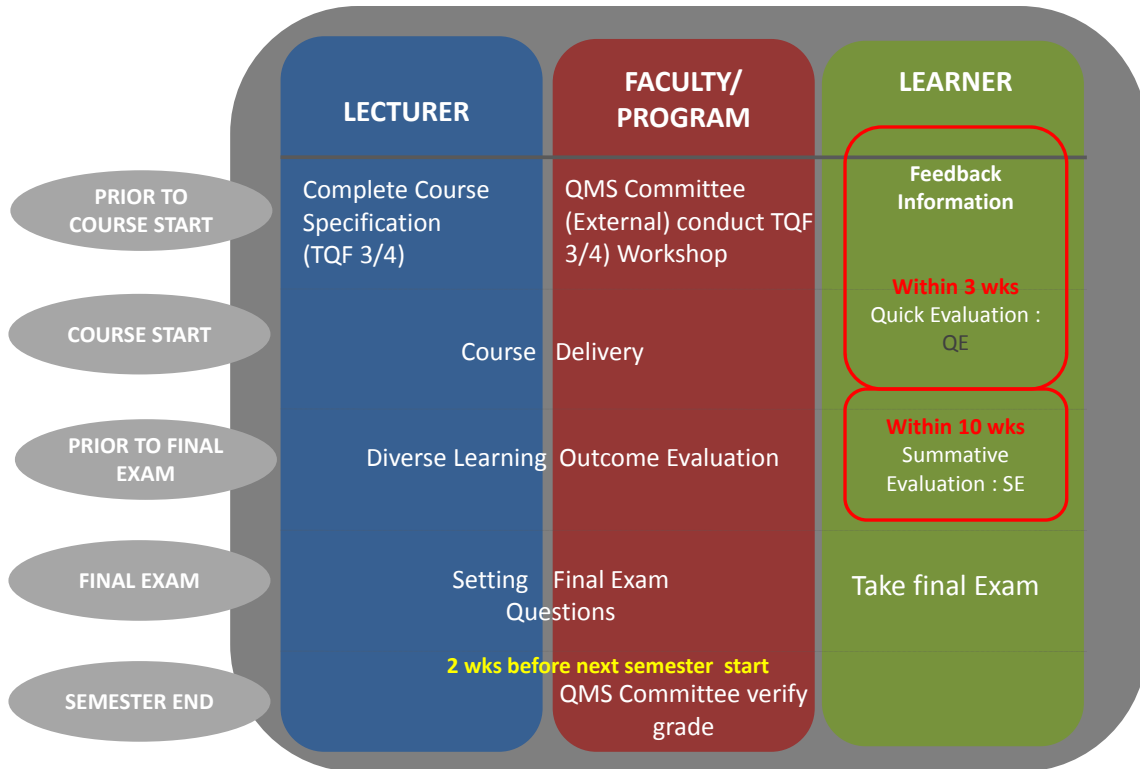 LECTURER
FACULTY/
PROGRAM
LEARNER
PRIOR TO
COURSE START
Complete Course
Specification
(TQF 3/4)
QMS Committee
(External) conduct TQF
3/4) Workshop
Feedback
Information
COURSE START
Course Delivery
Within 3 wks
Quick Evaluation :
QE
PRIOR TO FINAL
EXAM
Diverse Learning Outcome Evaluation
Within 10 wks
Summative
Evaluation : SE
FINAL EXAM
Setting Final Exam
Questions
Take final Exam
SEMESTER END
2 wks before next semester start
QMS Committee verify
grade